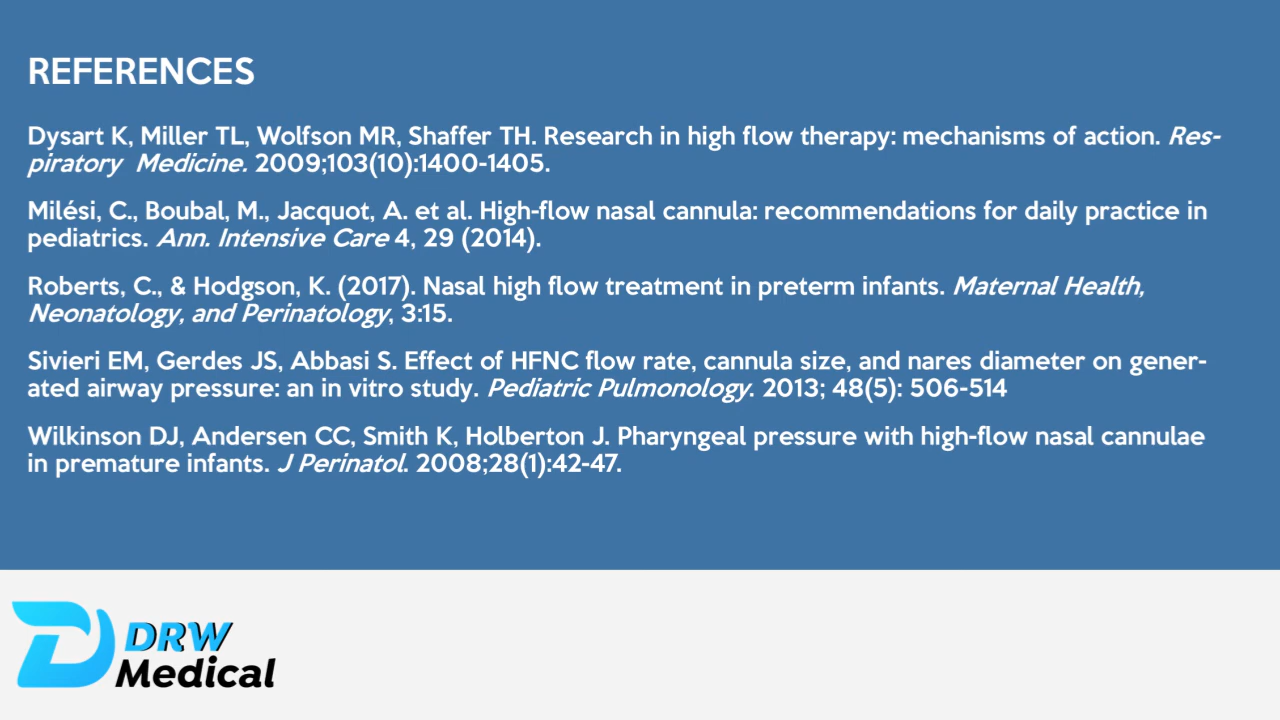 REFERENCES
Dysart K, Miller TL, Wolfson MR, Shaffer TH. Research in high flow therapy: mechanisms of action. Res-
piratory Medicine. 2009;103(10):1400-1405.
Milési, C., Boubal, M., Jacquot, A. et al. High-flow nasal cannula: recommendations for daily practice in
pediatrics. Ann. Intensive Care 4, 29 (2014).
Roberts, C., & Hodgson, K. (2017). Nasal high flow treatment in preterm infants. Maternal Health,
Neonatology, and Perinatology, 3:15.
Sivieri EM, Gerdes JS, Abbasi S. Effect of HFNC flow rate, cannula size, and nares diameter on gener-
ated airway pressure: an in vitro study. Pediatric Pulmonology. 2013; 48(5): 506-514
Wilkinson DJ, Andersen CC, Smith K, Holberton J. Pharyngeal pressure with high-flow nasal cannulae
in premature infants. J Perinatol. 2008;28(1):42-47.
DRW
Medical